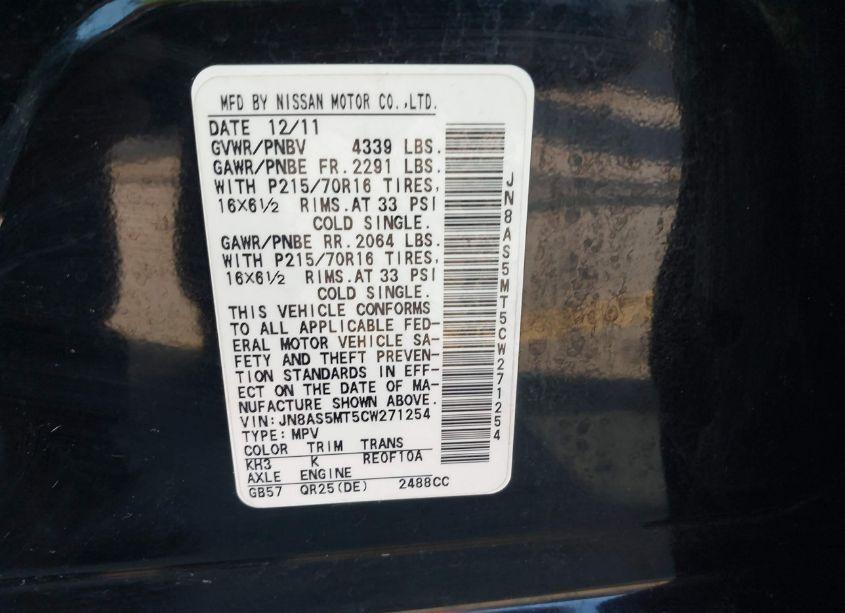 MFD BY NISSAN MOTOR CO.,LTD.
DATE 12/11
GVWR/PNBV 4339 LBS.
GAWR/PNBE FR.2291 LBS.
WITH P215/70R16 TIRES,
16X6½ RIMS.AT 33 PSI
COLD SINGLE.
GAWR/PNBE RR.2064 LBS.
WITH P215/70R16 TIRES,
16X6½ RIMS.AT 33 PSI
COLD SINGLE.
THIS VEHICLE CONFORMS
TO ALL APPLICABLE FED-
ERAL MOTOR VEHICLE SA-
FETY AND THEFT PREVEN-
TION STANDARDS IN EFF-
ECT ON THE DATE OF MA-
NUFACTURE SHOWN ABOVE.
VIN:JN8AS5MT5CW271254
TYPE:MPV
COLOR TRIM TRANS
KH3 K RE0F10A
AXLE ENGINE
GB57 QR25(DE) 2488CC
JN8AS5MT5CW271254